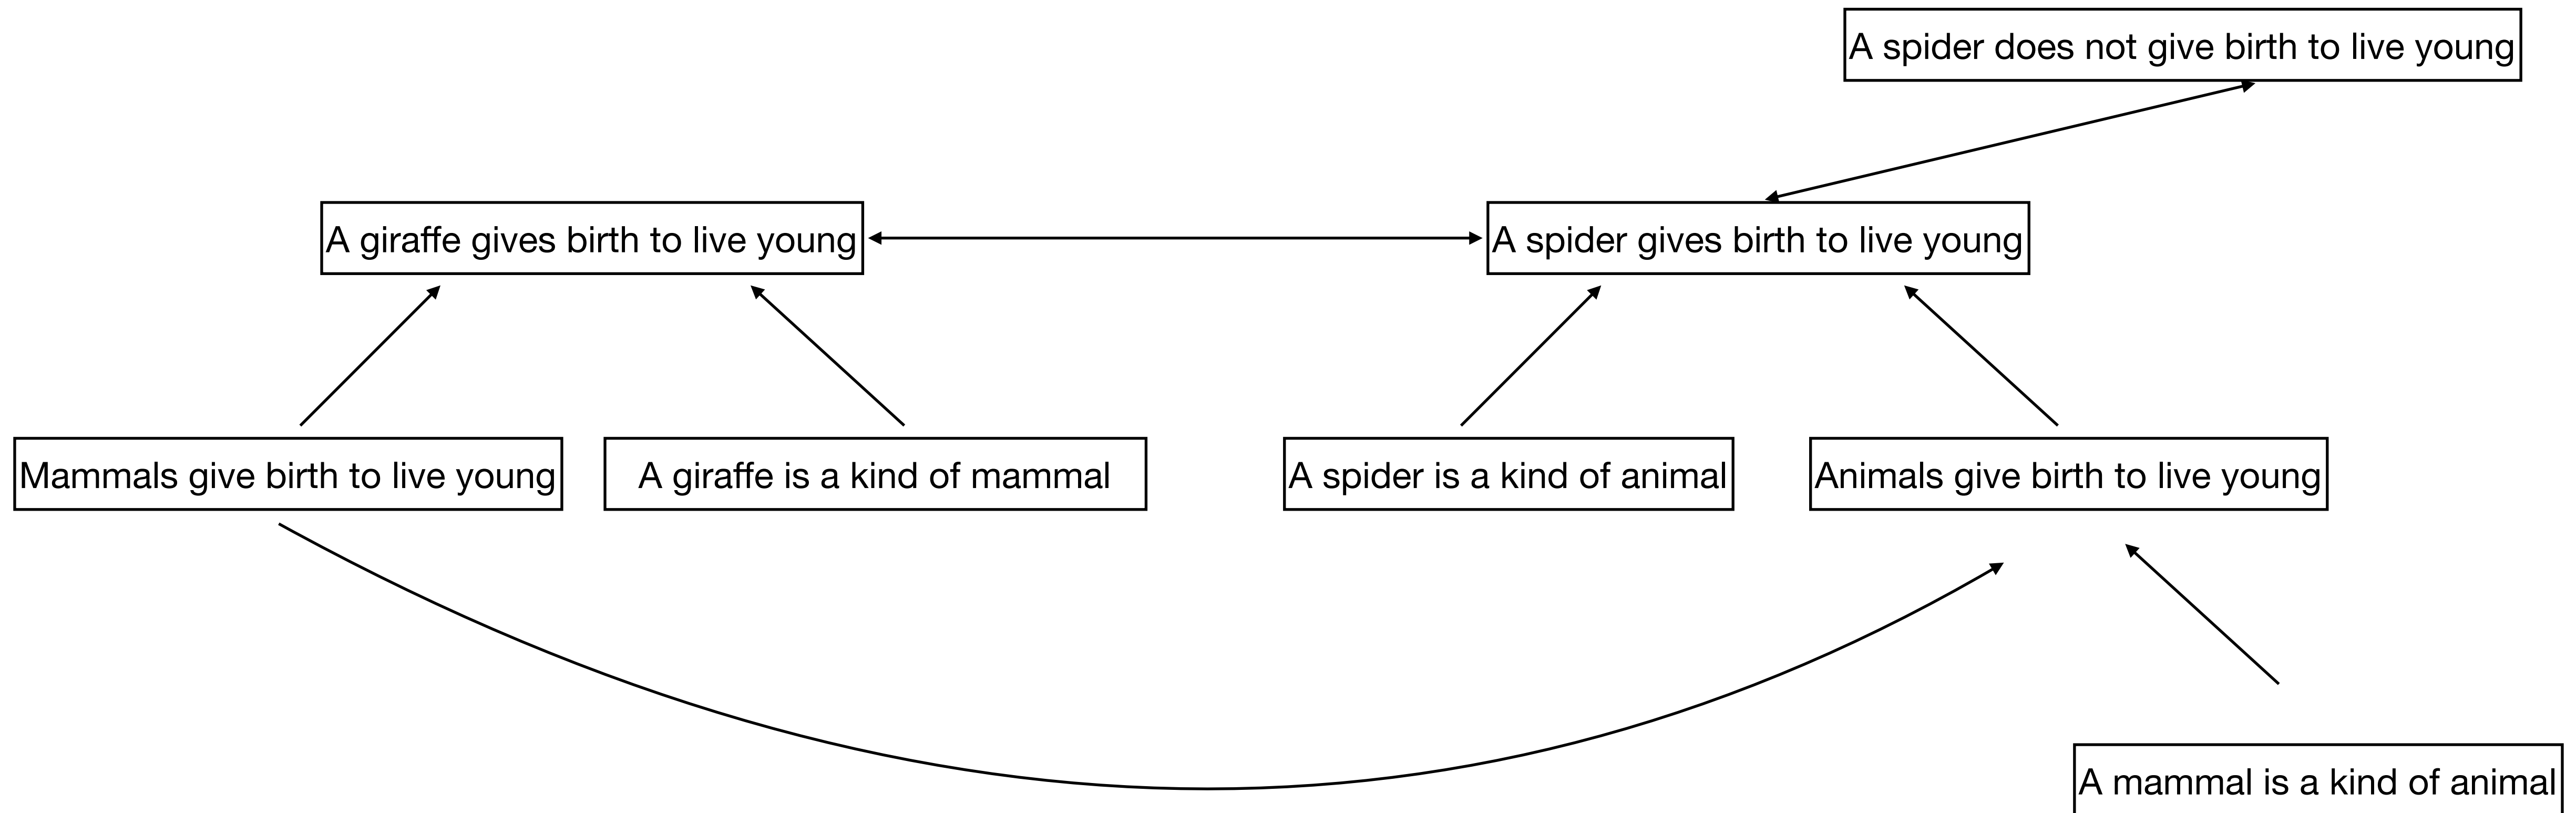 A spider does not give birth to live young
A giraffe gives birth to live young
A spider gives birth to live young
Mammals give birth to live young
A giraffe is a kind of mammal
A spider is a kind of animal
Animals give birth to live young
A mammal is a kind of animal